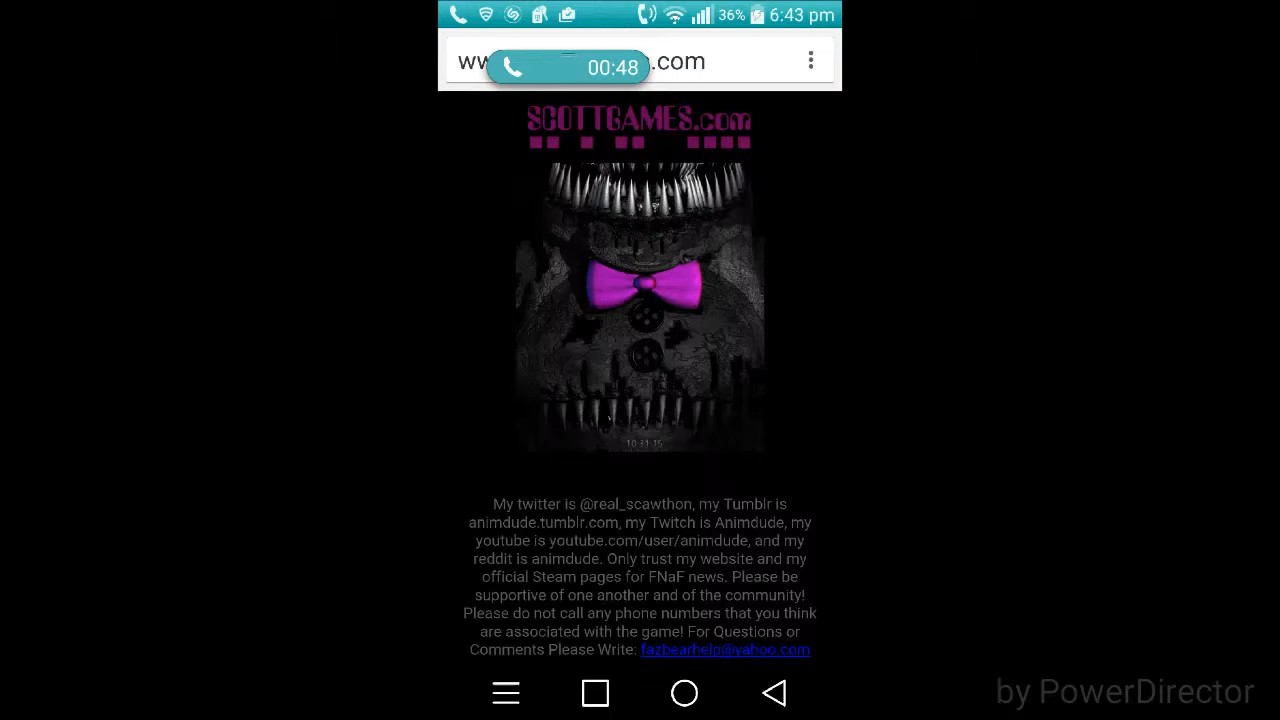 36% 6:43 pm
ww .com
00:48
SCOTTGAMES.com
10 31 15
My twitter is @real_scawthon, my Tumblr is
animdude.tumblr.com, my Twitch is Animdude, my
youtube is youtube.com/user/animdude, and my
reddit is animdude. Only trust my website and my
official Steam pages for FNaF news. Please be
supportive of one another and of the community!
Please do not call any phone numbers that you think
are associated with the game! For Questions or
Comments Please Write: fazbearhelp@yahoo.com
by PowerDirector